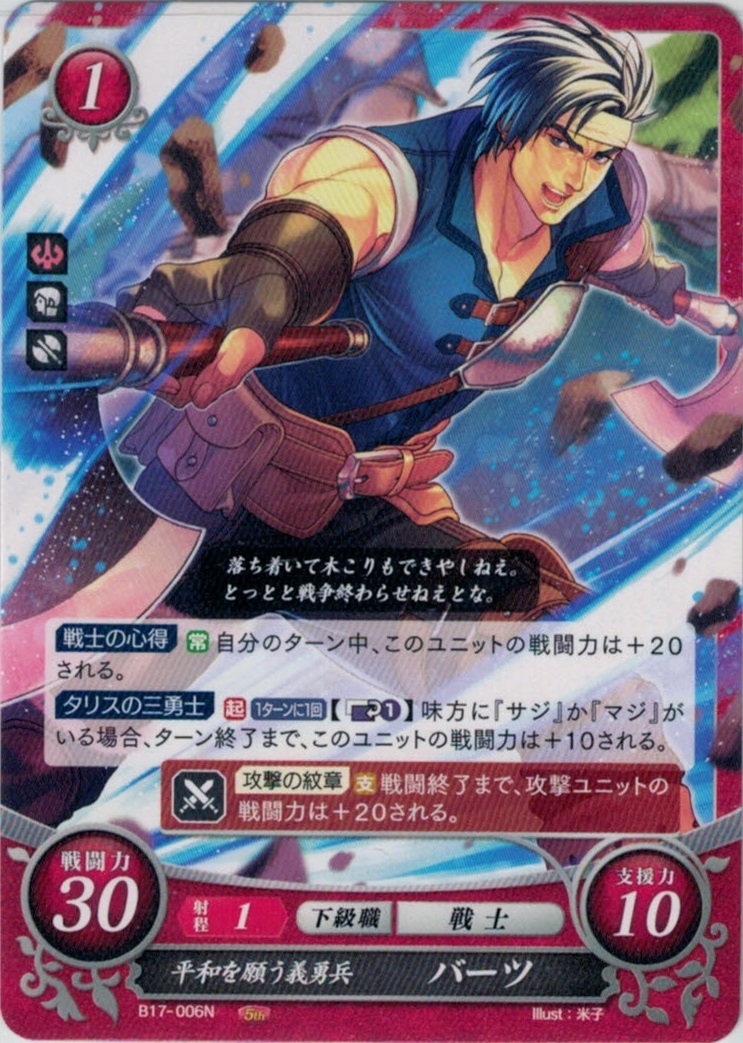 1
落ち着いて木こりもできやしねえ。
とっとと戦争終わらせねえとな。
戦士の心得 常 自分のターン中、このユニットの戦闘力は+20
される。
タリスの三勇士 起 1ターンに1回【1】味方に『サジ』か『マジ』が
いる場合、ターン終了まで、このユニットの戦闘力は+10される。
攻撃の紋章 支 戦闘終了まで、攻撃ユニットの
戦闘力は+20される。
戦闘力
30
射程 1 下級職 戦士
支援力
10
平和を願う義勇兵 バーツ
B17-006N 5th Illust:米子